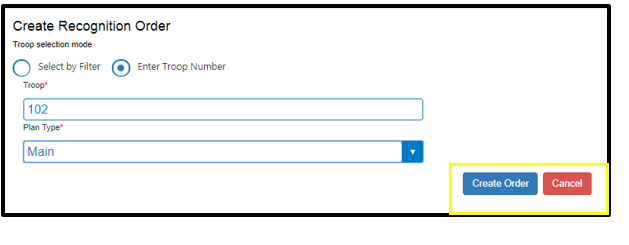 Create Recognition Order
Troop selection mode
Select by Filter Enter Troop Number
Troop*
102
Plan Type*
Main
Create Order Cancel